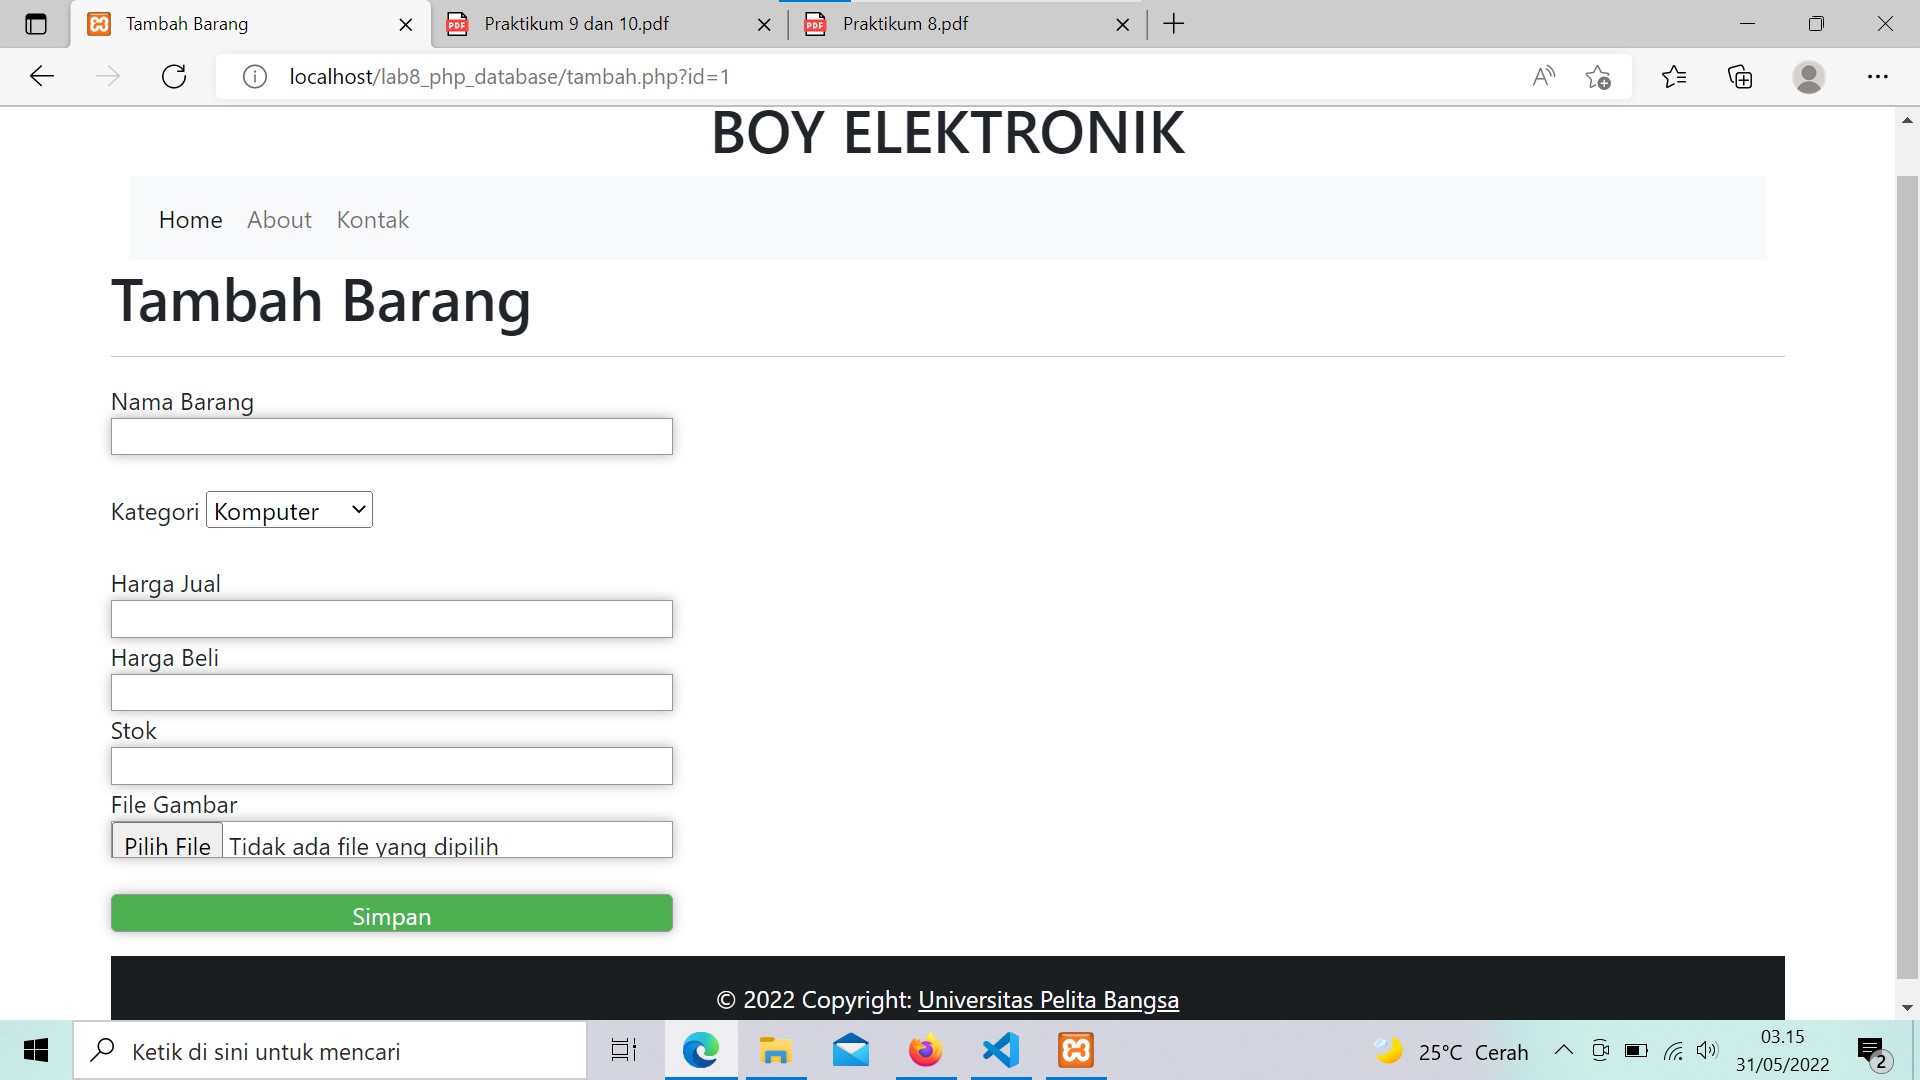 Tambah Barang
Praktikum 9 dan 10.pdf
Praktikum 8.pdf
localhost/lab8_php_database/tambah.php?id=1
BOY ELEKTRONIK
Home About Kontak
Tambah Barang
Nama Barang
Kategori Komputer
Harga Jual
Harga Beli
Stok
File Gambar
Pilih File Tidak ada file yang dipilih
Simpan
© 2022 Copyright: Universitas Pelita Bangsa
Ketik di sini untuk mencari
25°C Cerah
03.15
31/05/2022
2